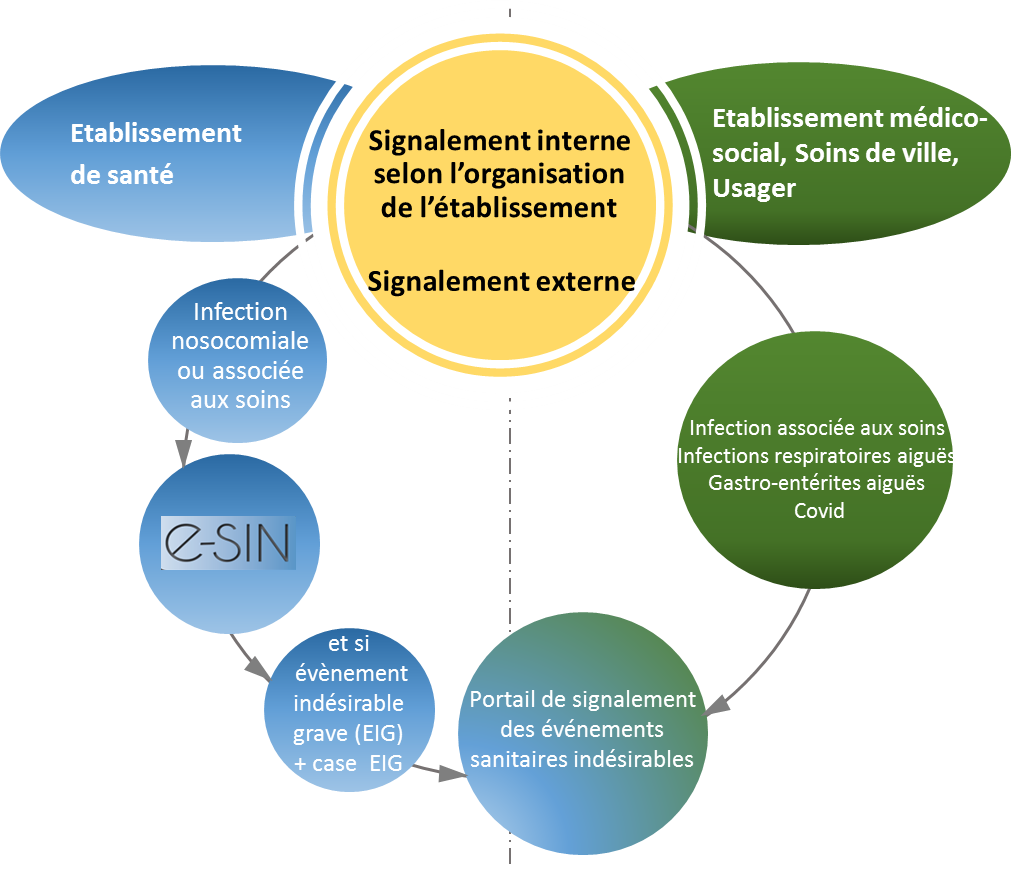 Etablissement
de santé
Signalement interne
selon l’organisation
de l’établissement
Signalement externe
Etablissement médico-
social, Soins de ville,
Usager
Infection
nosocomiale
ou associée
aux soins
e-SIN
et si
évènement
indésirable
grave (EIG)
+ case EIG
Infection associée aux soins
Infections respiratoires aiguës
Gastro-entérites aiguës
Covid
Portail de signalement
des événements
sanitaires indésirables